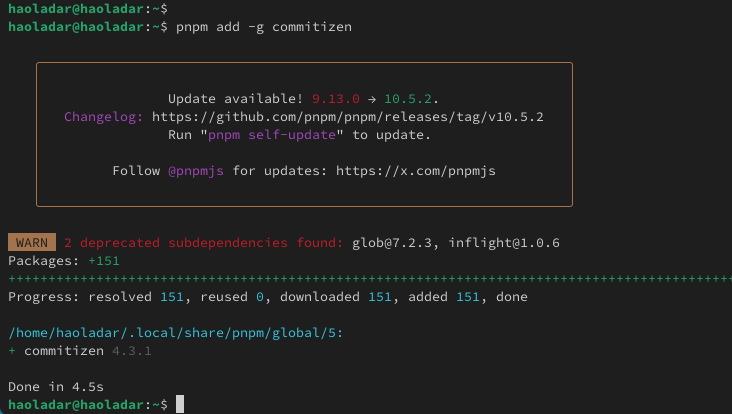 haoladar@haoladar:~$
haoladar@haoladar:~$ pnpm add -g commitizen
Update available! 9.13.0 → 10.5.2.
Changelog: https://github.com/pnpm/pnpm/releases/tag/v10.5.2
Run "pnpm self-update" to update.
Follow @pnpmjs for updates: https://x.com/pnpmjs
WARN 2 deprecated subdependencies found: glob@7.2.3, inflight@1.0.6
Packages: +151
+++++++++++++++++++++++++++++++++++++++++++++++++++++++++++++++++++++++++++++++++++++++++++
Progress: resolved 151, reused 0, downloaded 151, added 151, done
/home/haoladar/.local/share/pnpm/global/5:
+ commitizen 4.3.1
Done in 4.5s
haoladar@haoladar:~$